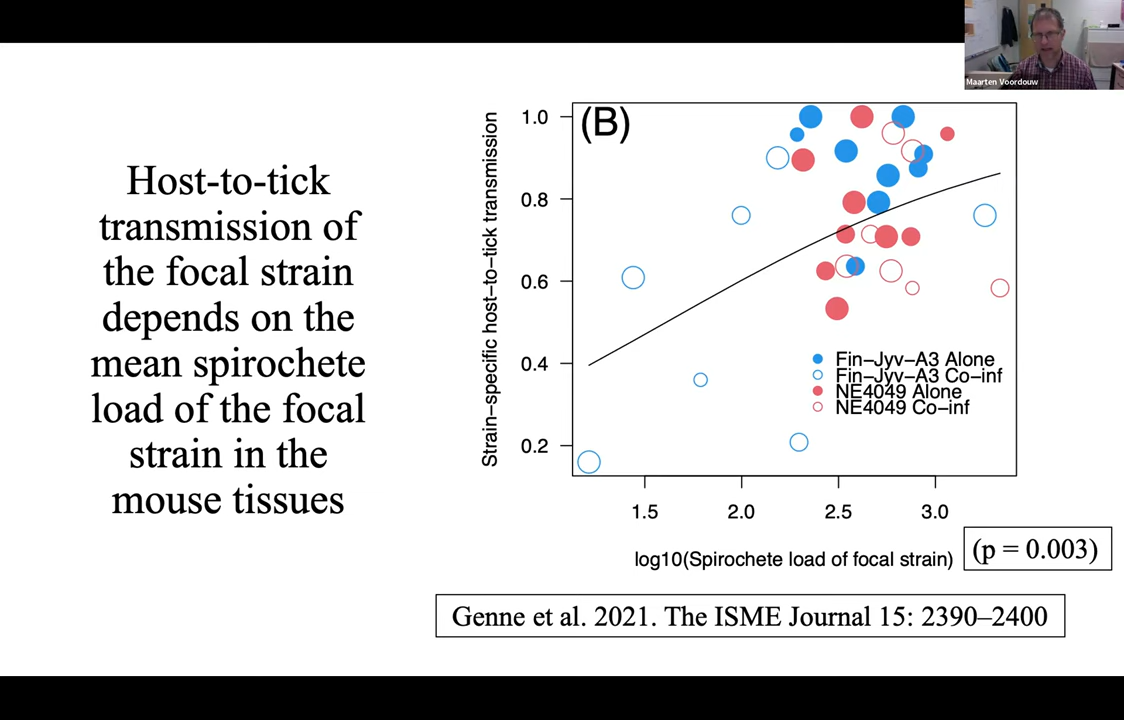 Maarten Voordouw
Host-to-tick
transmission of
the focal strain
depends on the
mean spirochete
load of the focal
strain in the
mouse tissues
(B)
Strain−specific host−to−tick transmission
1.0
0.8
0.6
0.4
0.2
Fin−Jyv−A3 Alone
Fin−Jyv−A3 Co−inf
NE4049 Alone
NE4049 Co−inf
1.5 2.0 2.5 3.0
log10(Spirochete load of focal strain)
(p = 0.003)
Genne et al. 2021. The ISME Journal 15: 2390–2400